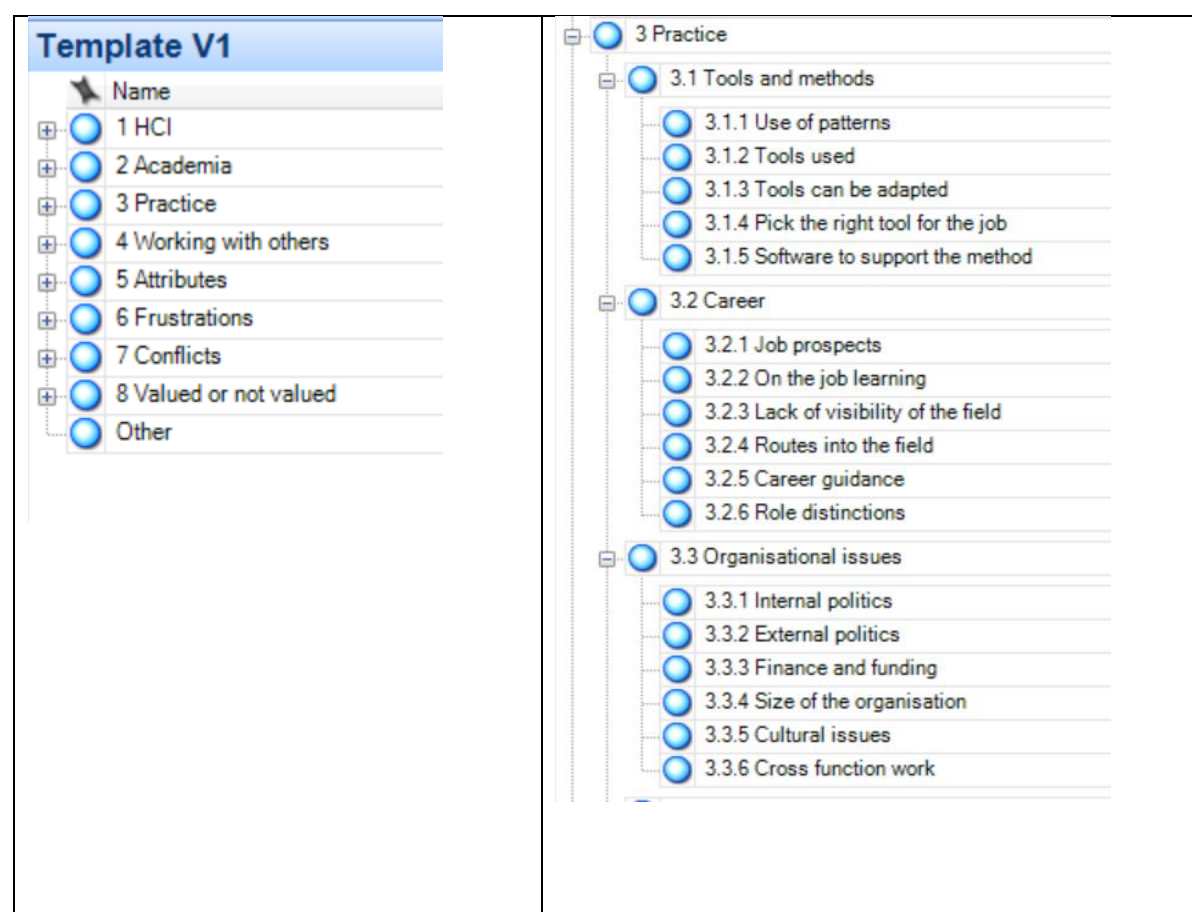 Template V1
Name
1 HCI
2 Academia
3 Practice
4 Working with others
5 Attributes
6 Frustrations
7 Conflicts
8 Valued or not valued
Other
3 Practice
3.1 Tools and methods
3.1.1 Use of patterns
3.1.2 Tools used
3.1.3 Tools can be adapted
3.1.4 Pick the right tool for the job
3.1.5 Software to support the method
3.2 Career
3.2.1 Job prospects
3.2.2 On the job learning
3.2.3 Lack of visibility of the field
3.2.4 Routes into the field
3.2.5 Career guidance
3.2.6 Role distinctions
3.3 Organisational issues
3.3.1 Internal politics
3.3.2 External politics
3.3.3 Finance and funding
3.3.4 Size of the organisation
3.3.5 Cultural issues
3.3.6 Cross function work